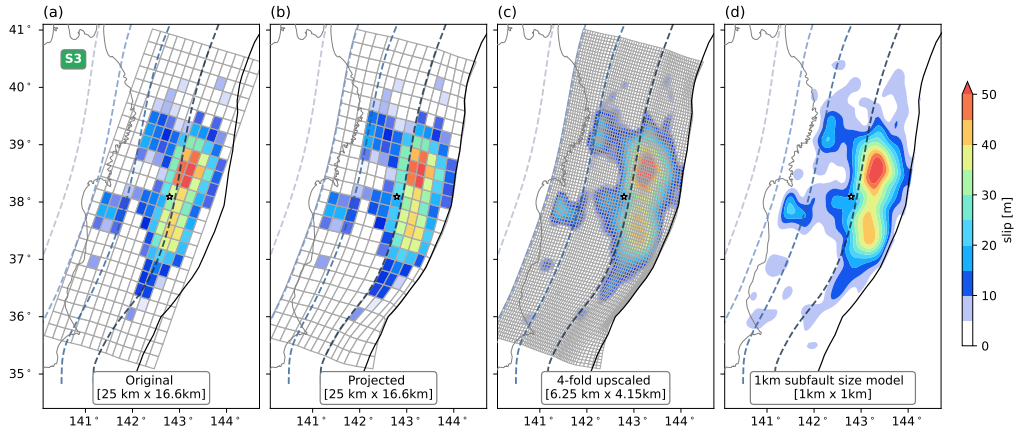 (a) (b) (c) (d)
S3
41°
40°
39°
38°
37°
36°
35°
Original
[25 km x 16.6km]
Projected
[25 km x 16.6km]
4-fold upscaled
[6.25 km x 4.15km]
1km subfault size model
[1km x 1km]
141° 142° 143° 144° 141° 142° 143° 144° 141° 142° 143° 144° 141° 142° 143° 144°
50
40
30
20
10
0
slip [m]